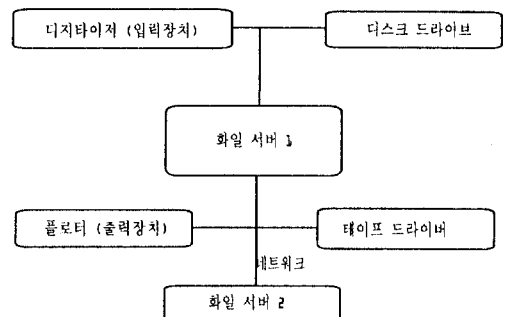 디지타이저 (입력장치)
디스크 드라이브
화일 서버 1
플로터 (출력장치)
테이프 드라이버
네트워크
화일 서버 2